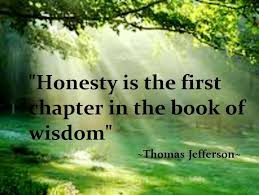 "Honesty is the first
chapter in the book of
wisdom"
~Thomas Jefferson~